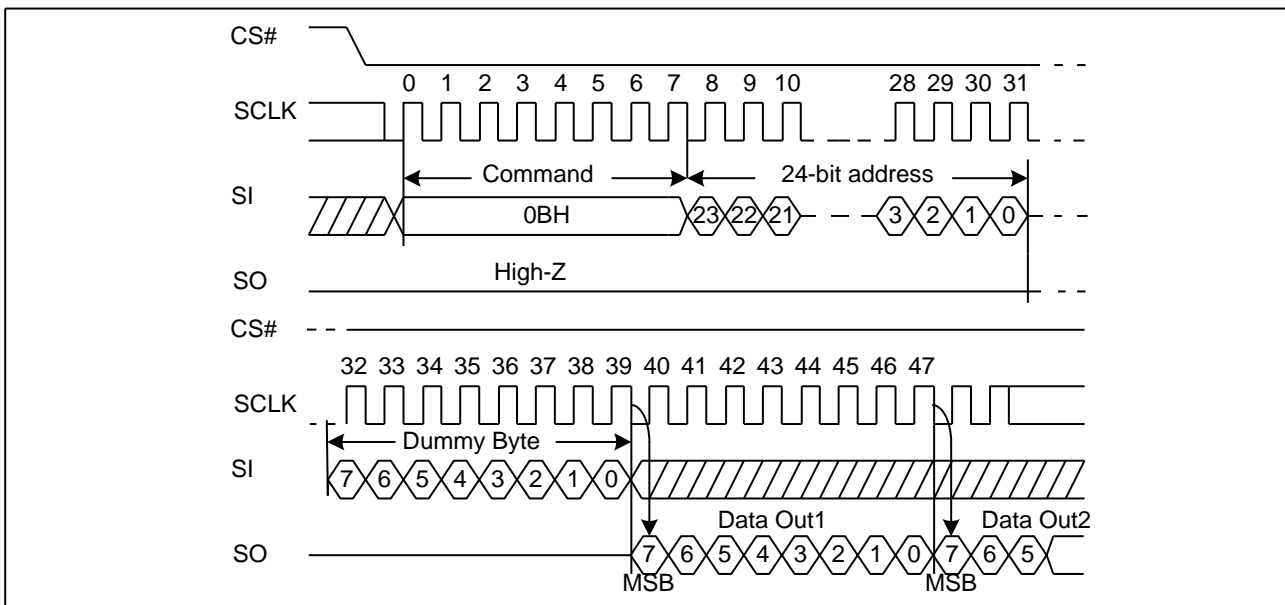 CS#
0 1 2 3 4 5 6 7 8 9 10 28 29 30 31
SCLK
Command 24-bit address
SI
0BH 23 22 21 3 2 1 0
High-Z
SO
CS#
32 33 34 35 36 37 38 39 40 41 42 43 44 45 46 47
SCLK
Dummy Byte
SI
7 6 5 4 3 2 1 0
Data Out1 Data Out2
SO
7 6 5 4 3 2 1 0 7 6 5
MSB MSB